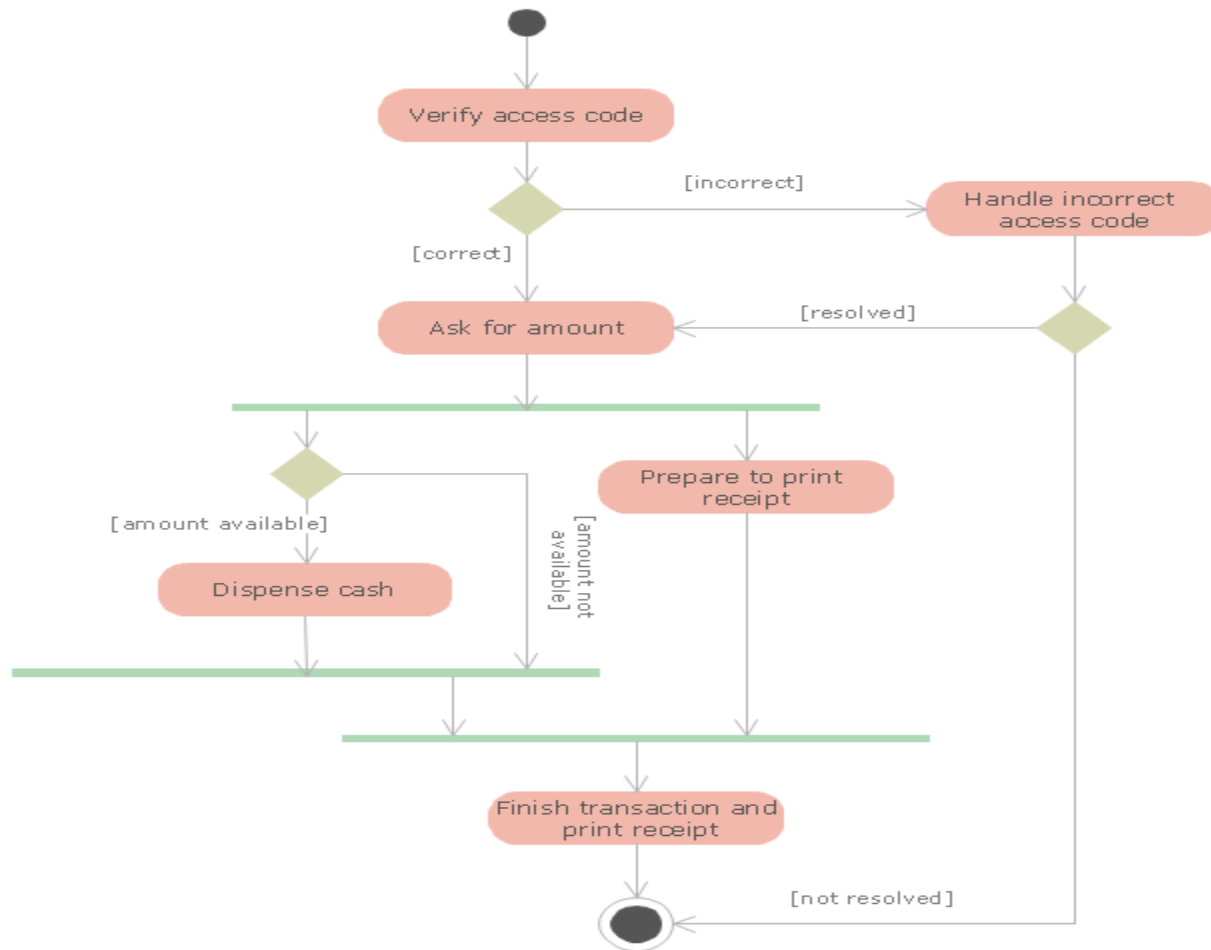 Verify access code
[incorrect]
Handle incorrect
access code
[correct]
Ask for amount
[resolved]
Prepare to print
receipt
[amount available]
[amount not
available]
Dispense cash
Finish transaction and
print receipt
[not resolved]